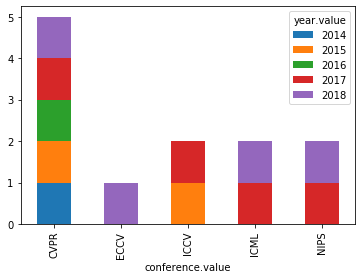 year.value
2014
2015
2016
2017
2018
5
4
3
2
1
0
CVPR
ECCV
ICCV
ICML
NIPS
conference.value